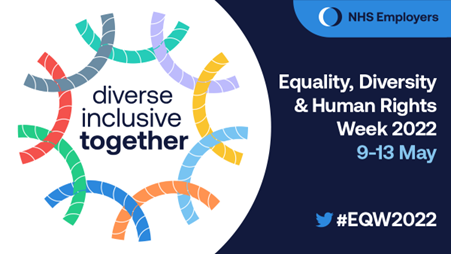 NHS Employers
diverse
inclusive
together
Equality, Diversity
& Human Rights
Week 2022
9-13 May
#EQW2022